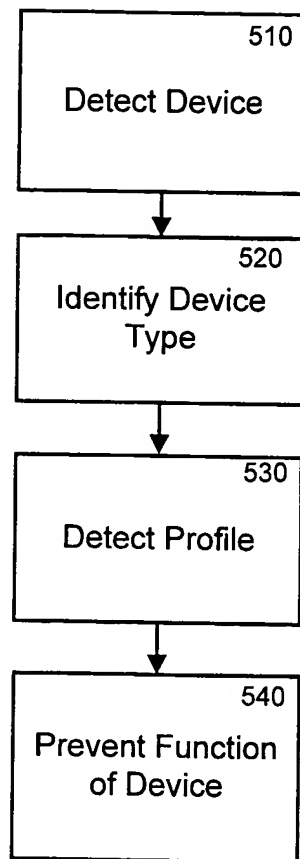 510
Detect Device
520
Identify Device
Type
530
Detect Profile
540
Prevent Function
of Device